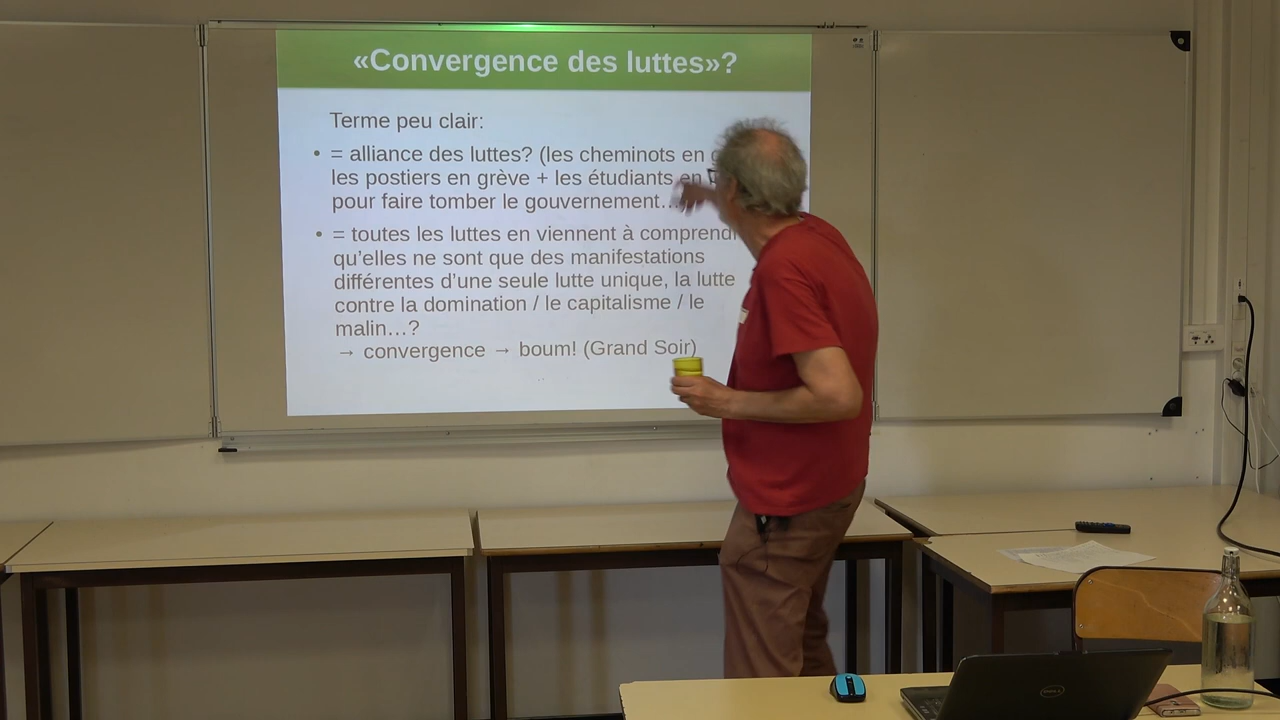 «Convergence des luttes»?
Terme peu clair:
• = alliance des luttes? (les cheminots en
les postiers en grève + les étudiants en
pour faire tomber le gouvernement…
• = toutes les luttes en viennent à
qu’elles ne sont que des manifestations
différentes d’une seule lutte unique, la lutte
contre la domination / le capitalisme / le
malin…?
→ convergence → boum! (Grand Soir)
DELL